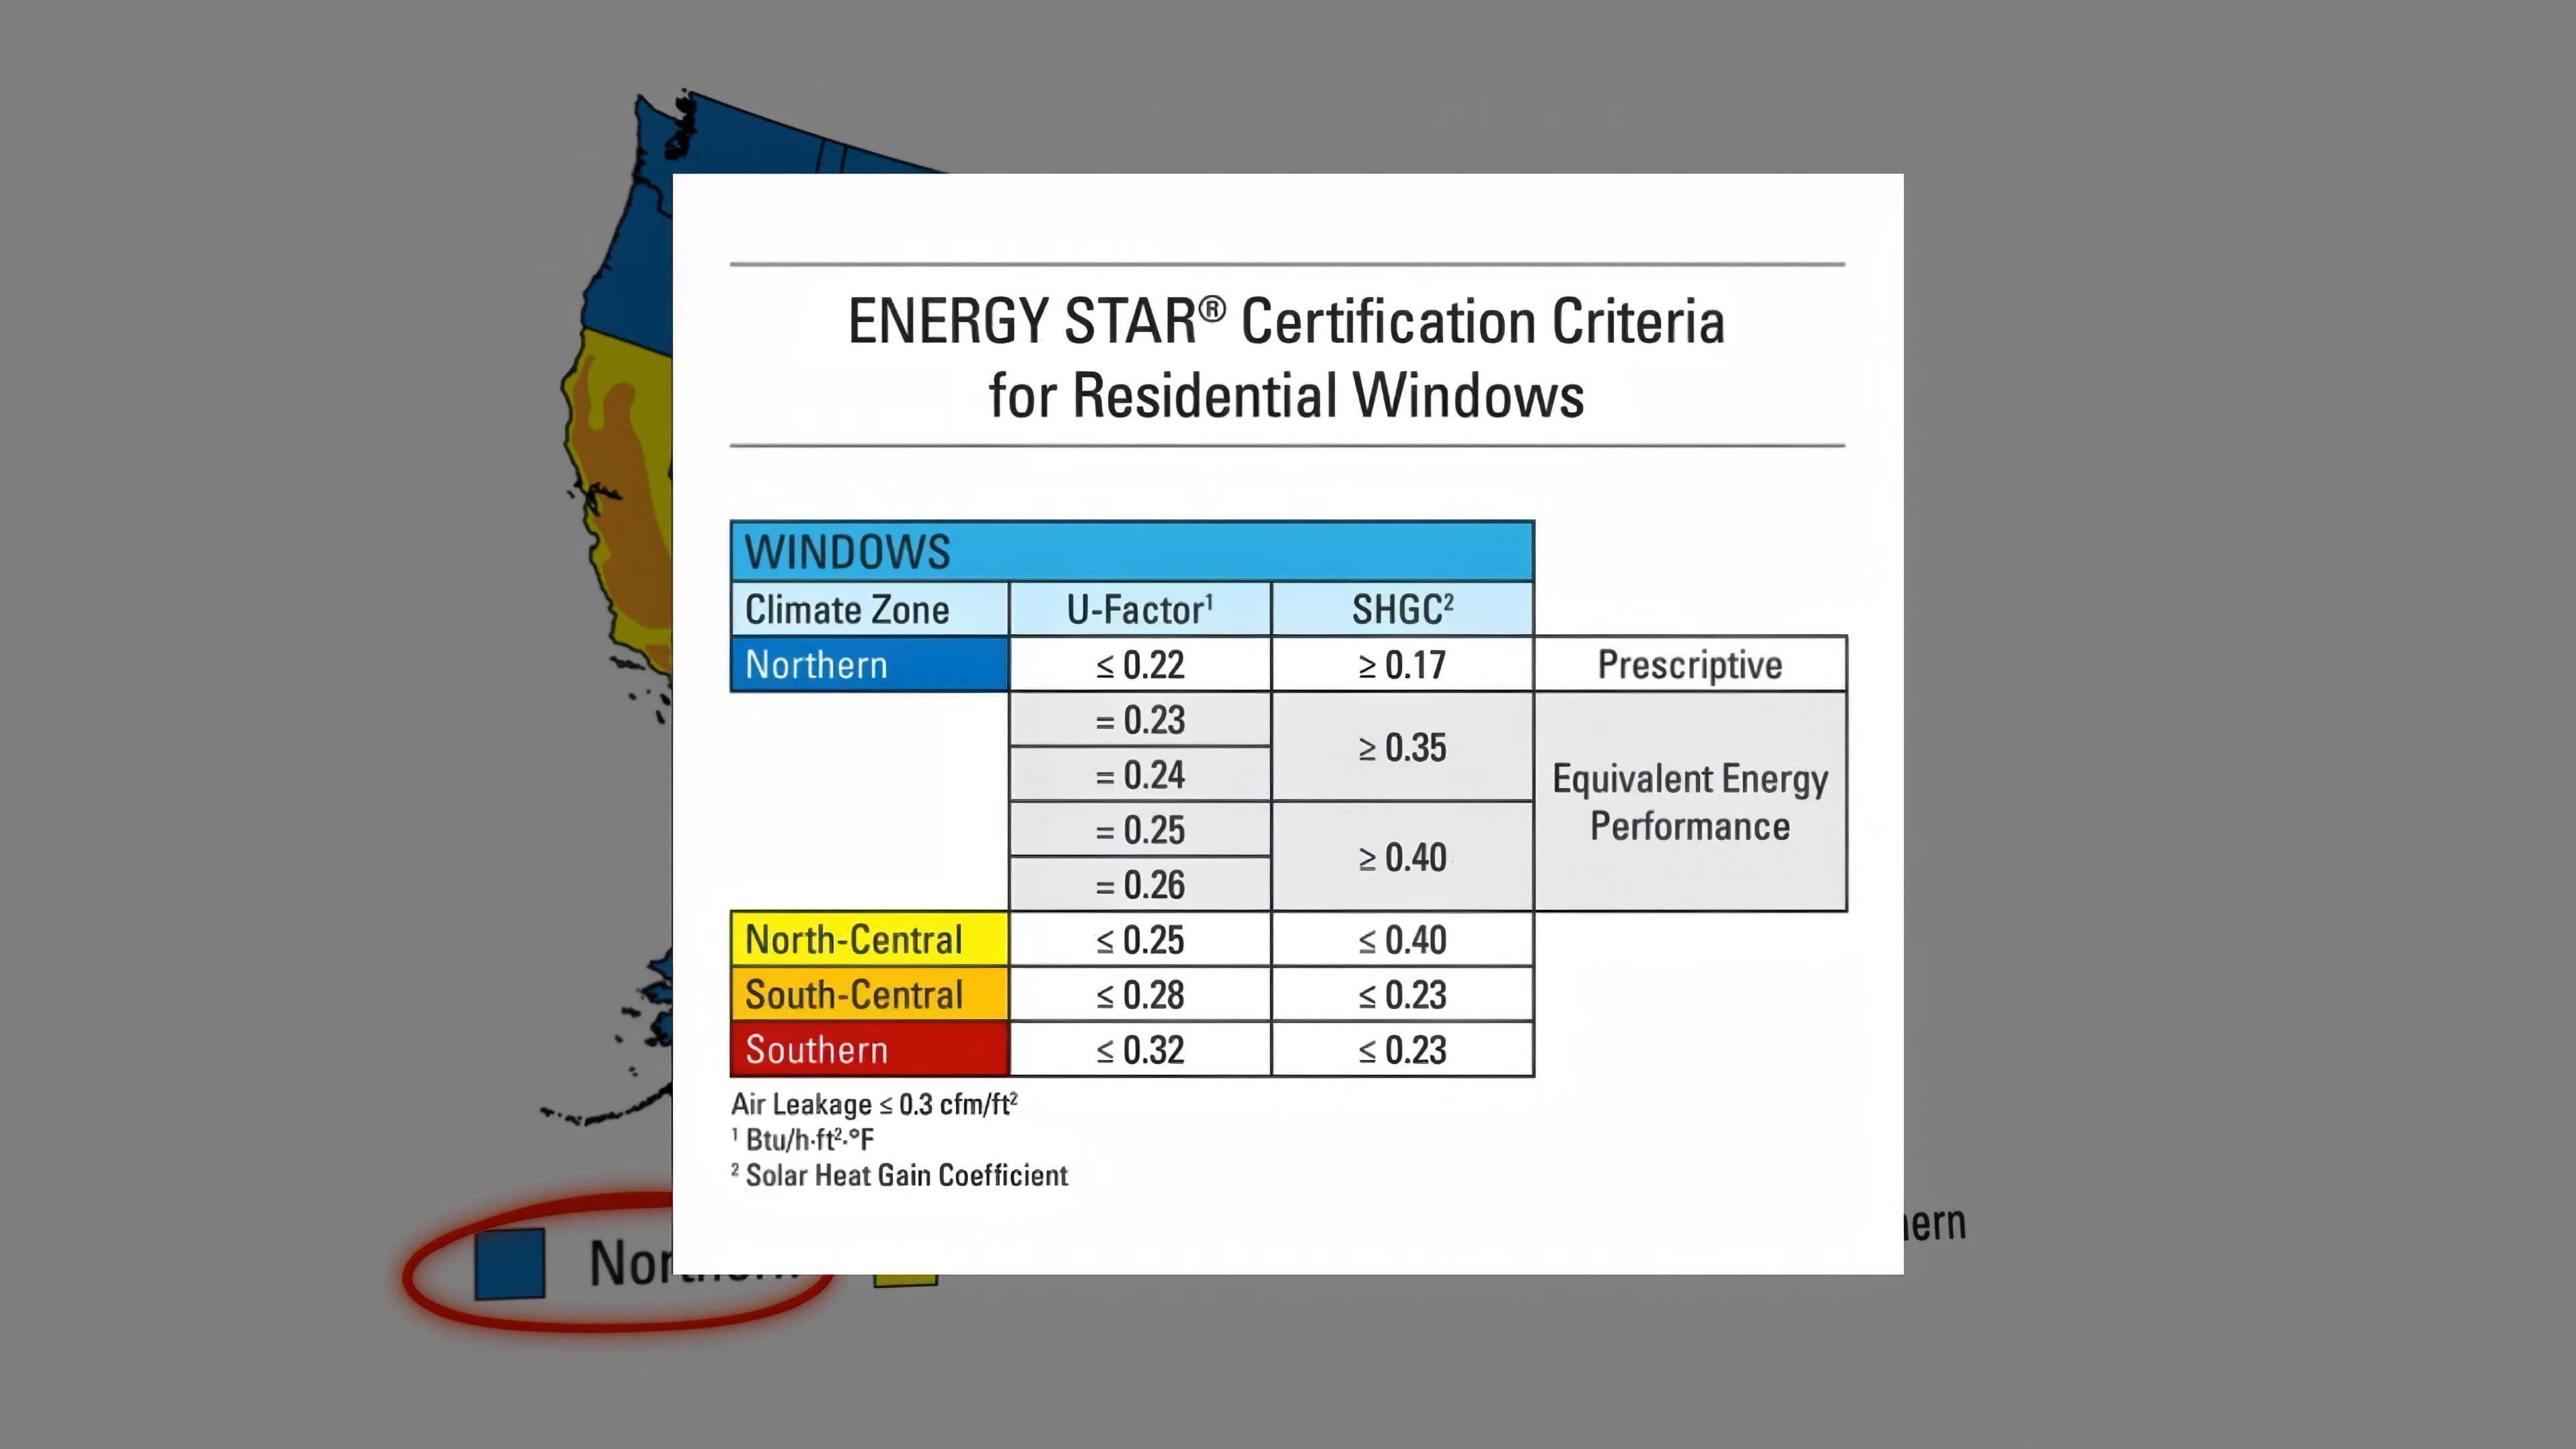 ENERGY STAR® Certification Criteria
for Residential Windows
WINDOWS
Climate Zone U-Factor¹ SHGC²
Northern ≤ 0.22 ≥ 0.17 Prescriptive
= 0.23
≥ 0.35
= 0.24
Equivalent Energy
Performance
= 0.25
≥ 0.40
= 0.26
North-Central ≤ 0.25 ≤ 0.40
South-Central ≤ 0.28 ≤ 0.23
Southern ≤ 0.32 ≤ 0.23
Air Leakage ≤ 0.3 cfm/ft²
¹ Btu/h·ft²·°F
² Solar Heat Gain Coefficient
Northern